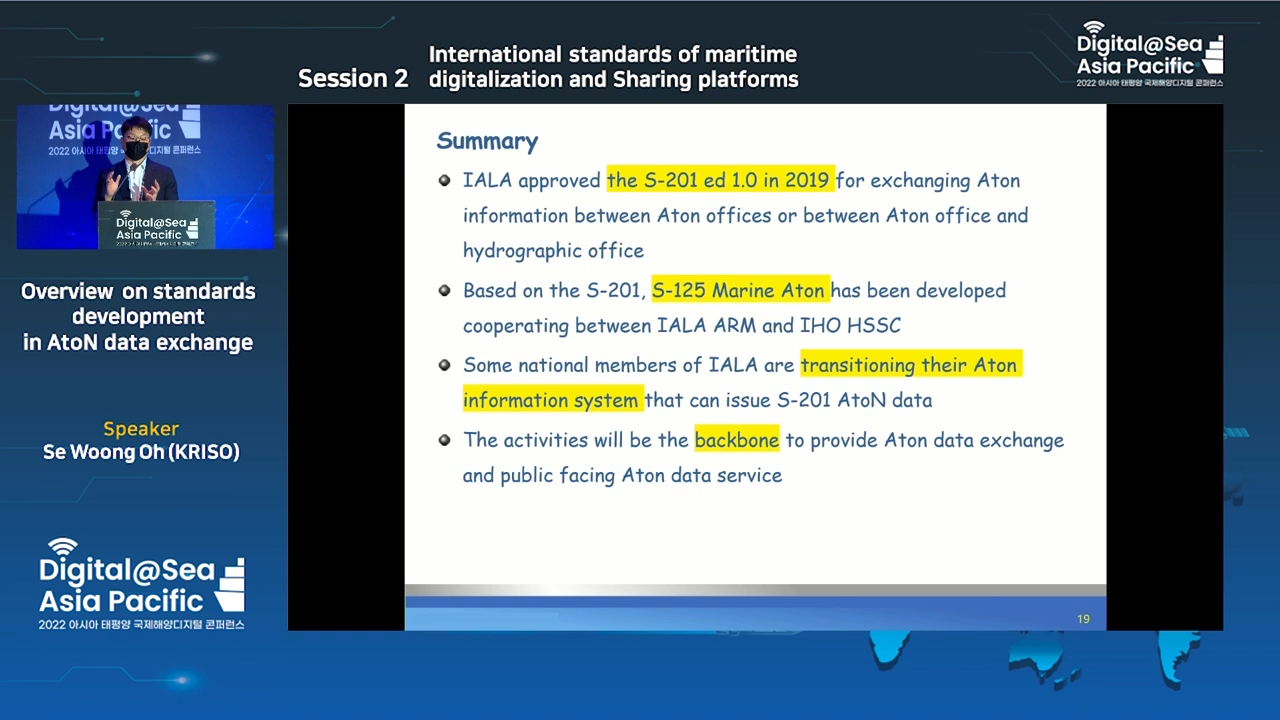 Session 2
International standards of maritime
digitalization and Sharing platforms
Digital@Sea
Asia Pacific
2022 아시아 태평양 국제해양디지털 콘퍼런스
Digital@Sea
Asia Pacific
2022 아시아 태평양 국제해양디지털 콘퍼런스
Digital@Sea
Asia Pacific
Overview on standards
development
in AtoN data exchange
Speaker
Se Woong Oh (KRISO)
Digital@Sea
Asia Pacific
2022 아시아 태평양 국제해양디지털 콘퍼런스
Summary
IALA approved the S-201 ed 1.0 in 2019 for exchanging Aton
information between Aton offices or between Aton office and
hydrographic office
Based on the S-201, S-125 Marine Aton has been developed
cooperating between IALA ARM and IHO HSSC
Some national members of IALA are transitioning their Aton
information system that can issue S-201 AtoN data
The activities will be the backbone to provide Aton data exchange
and public facing Aton data service
19